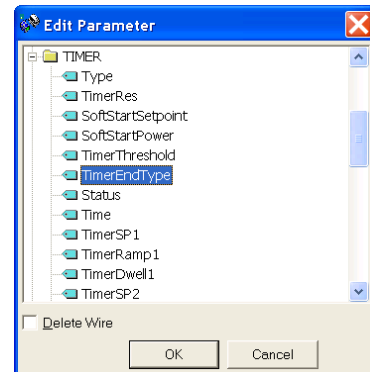 Edit Parameter
TIMER
Type
TimerRes
SoftStartSetpoint
SoftStartPower
TimerThreshold
TimerEndType
Status
Time
TimerSP1
TimerRamp1
TimerDwell1
TimerSP2
Delete Wire
OK
Cancel